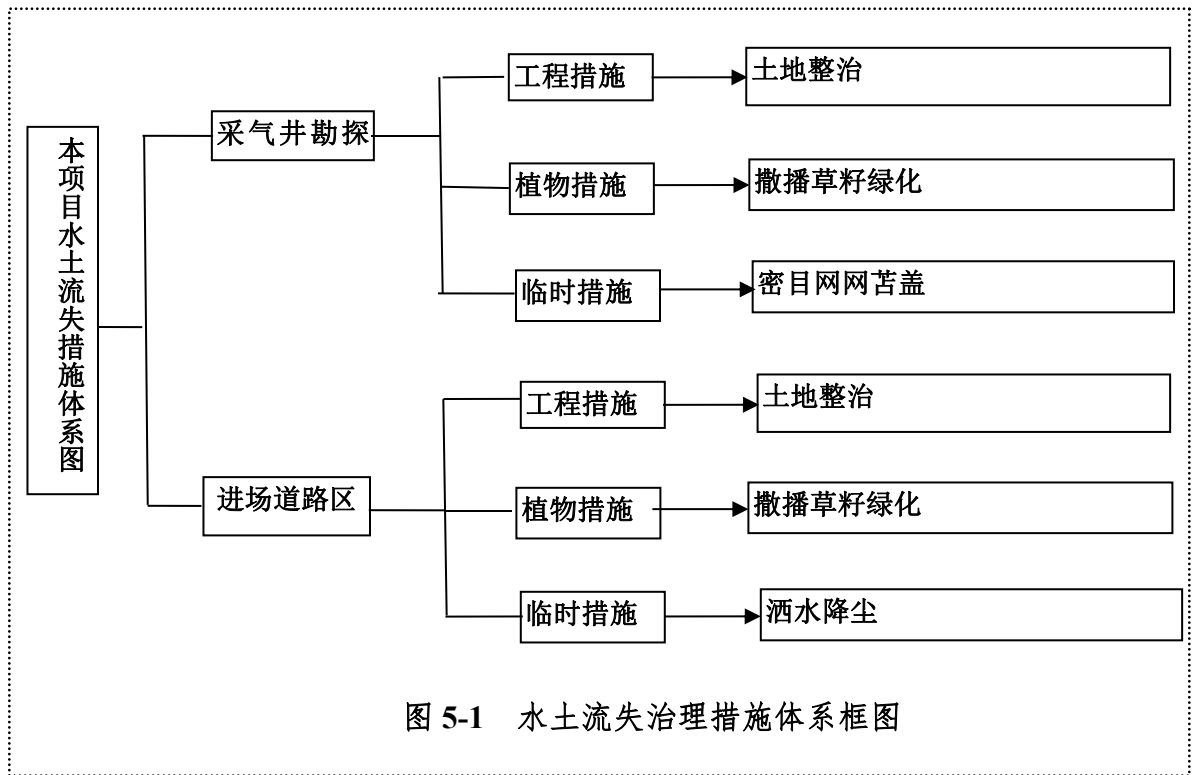 本项目水土流失措施体系图
采气井勘探
工程措施
土地整治
植物措施
撒播草籽绿化
临时措施
密目网网苫盖
进场道路区
工程措施
土地整治
植物措施
撒播草籽绿化
临时措施
洒水降尘
图 5-1 水土流失治理措施体系框图